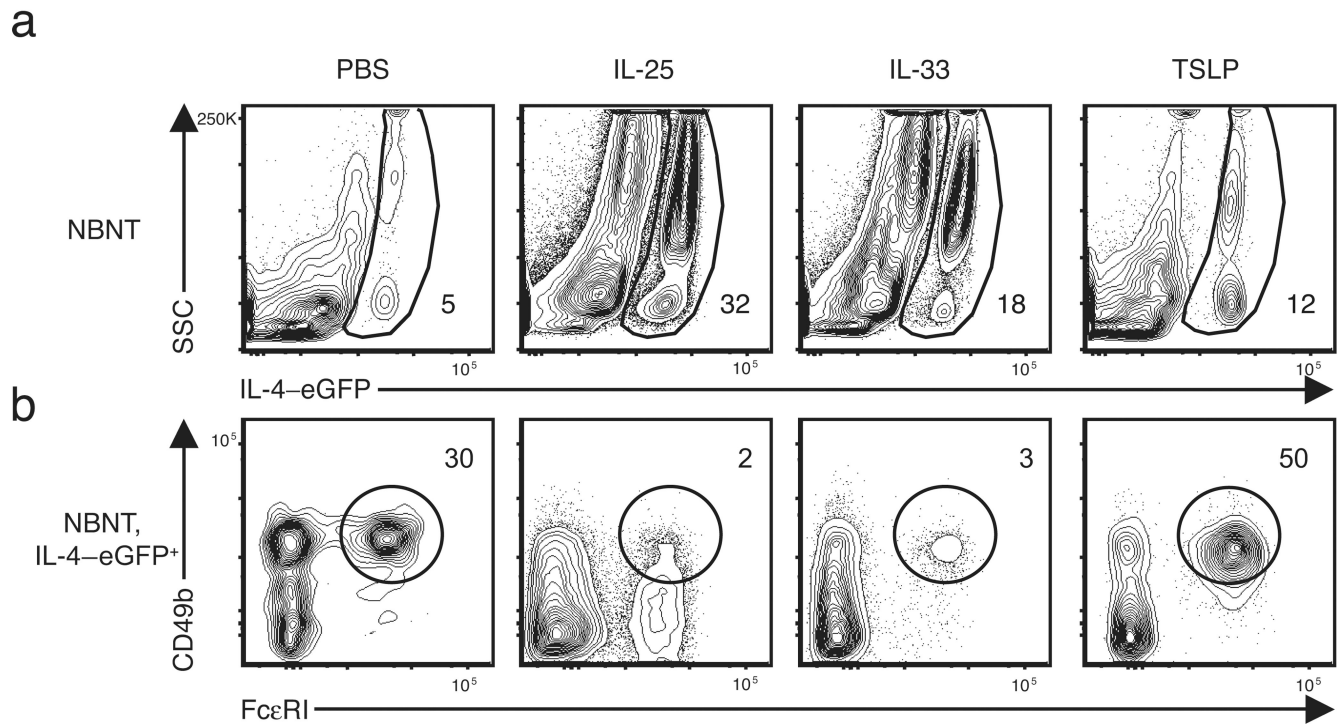 a
PBS
IL-25
IL-33
TSLP
250K
NBNT
SSC
5
32
18
12
10⁵
10⁵
10⁵
10⁵
IL-4–eGFP
b
10⁵
30
2
3
50
NBNT,
IL-4–eGFP⁺
CD49b
10⁵
10⁵
10⁵
10⁵
FcεRI